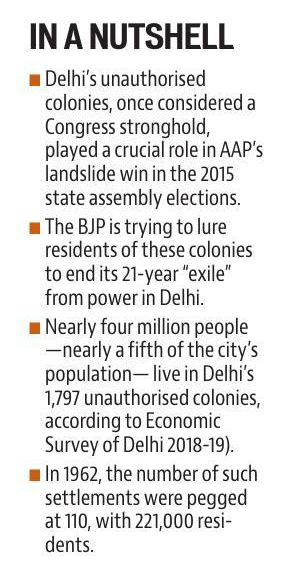 IN A NUTSHELL
■ Delhi's unauthorised
colonies, once considered a
Congress stronghold,
played a crucial role in AAP's
landslide win in the 2015
state assembly elections.
■ The BJP is trying to lure
residents of these colonies
to end its 21-year “exile”
from power in Delhi.
■ Nearly four million people
—nearly a fifth of the city's
population— live in Delhi's
1,797 unauthorised colonies,
according to Economic
Survey of Delhi 2018-19).
■ In 1962, the number of such
settlements were pegged
at 110, with 221,000 resi-
dents.